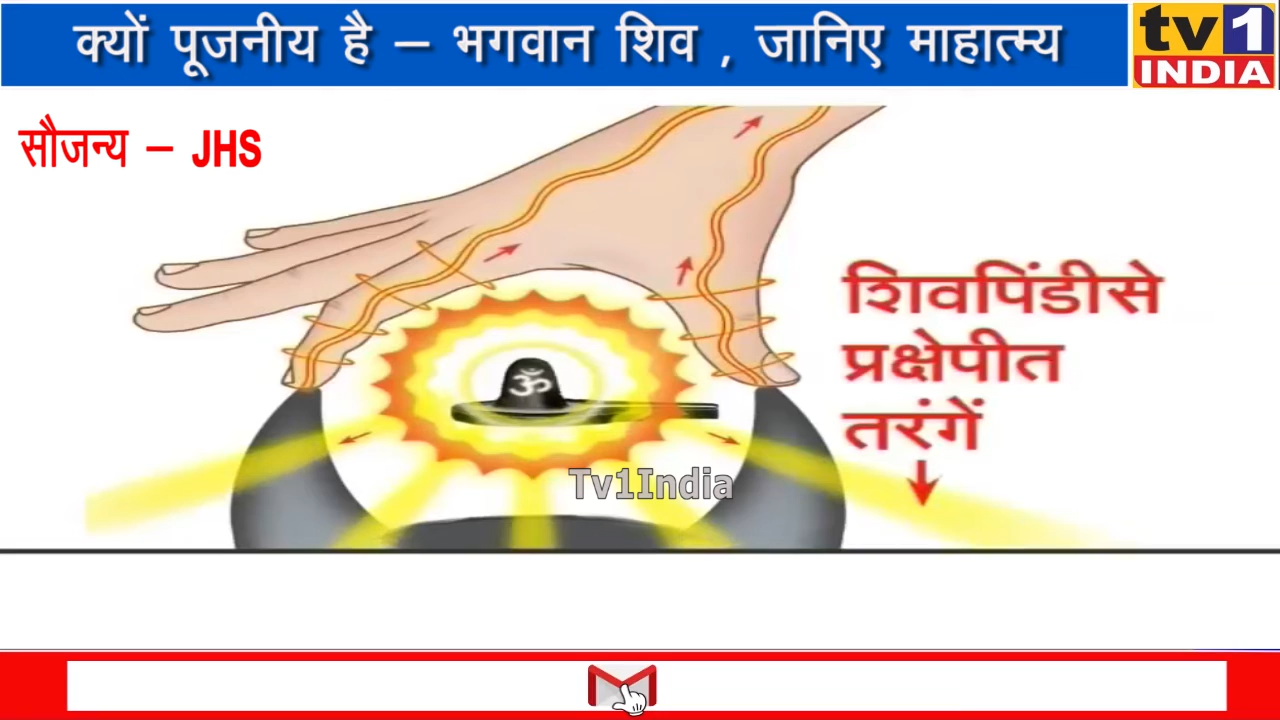 क्यों पूजनीय है – भगवान शिव , जानिए माहात्म्य
tv1
INDIA
सौजन्य – JHS
शिवपिंडीसे
प्रक्षेपीत
तरंगें
ॐ
Tv1India